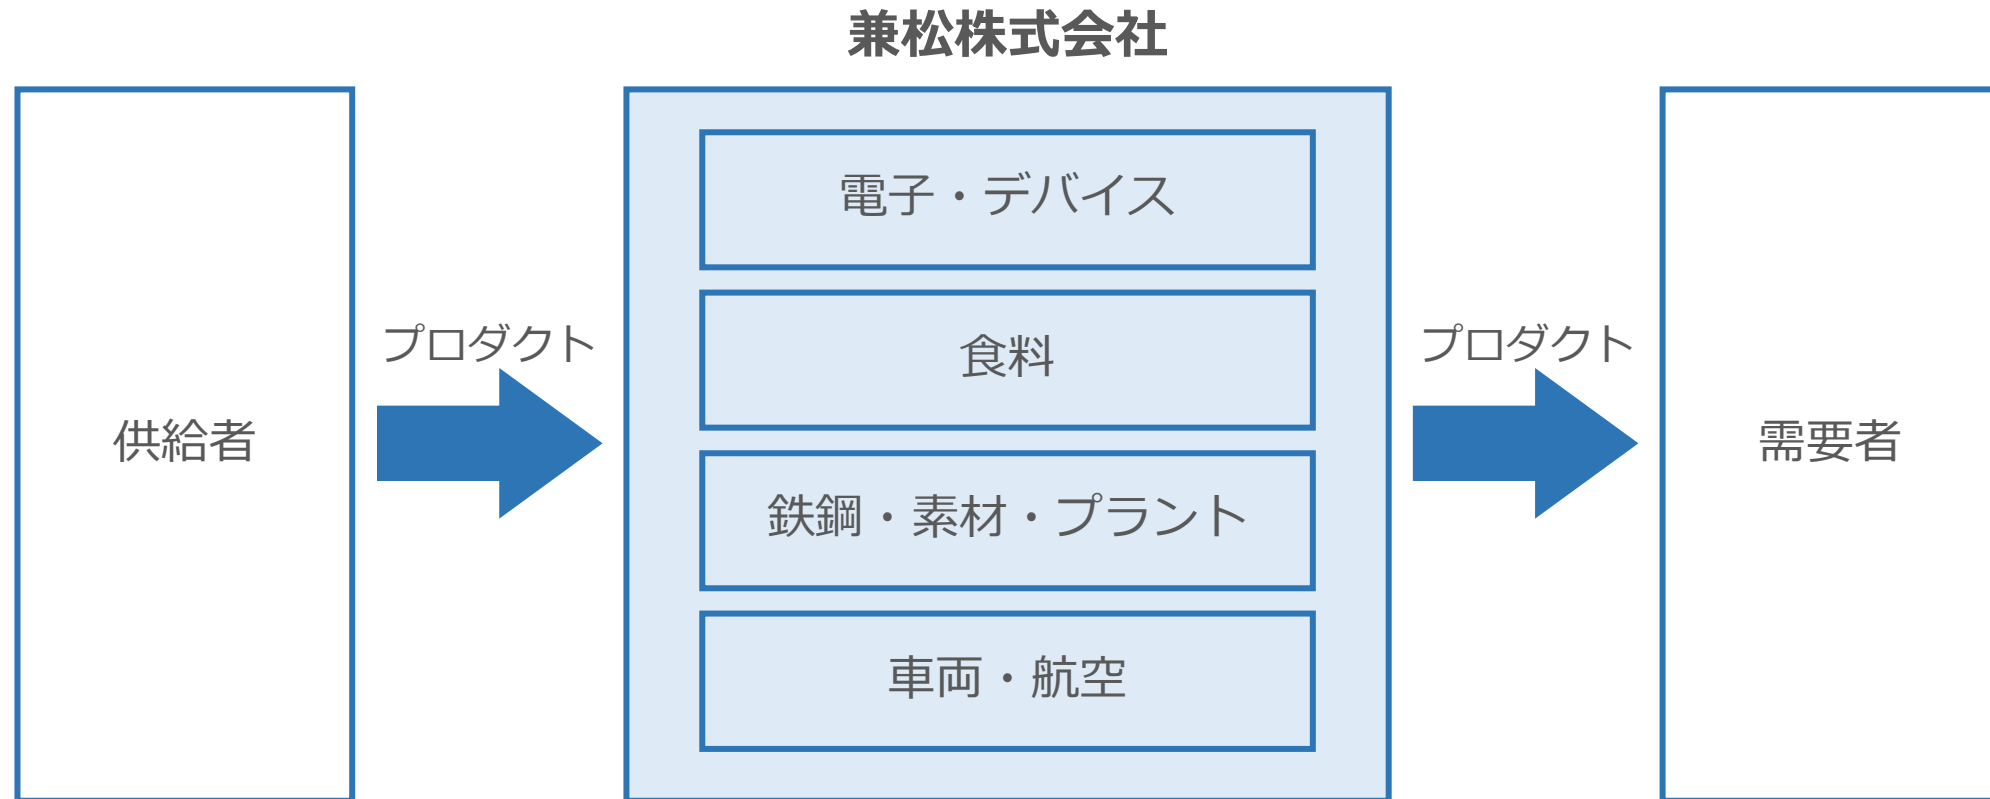 兼松株式会社
供給者
プロダクト
電子・デバイス
食料
鉄鋼・素材・プラント
車両・航空
プロダクト
需要者